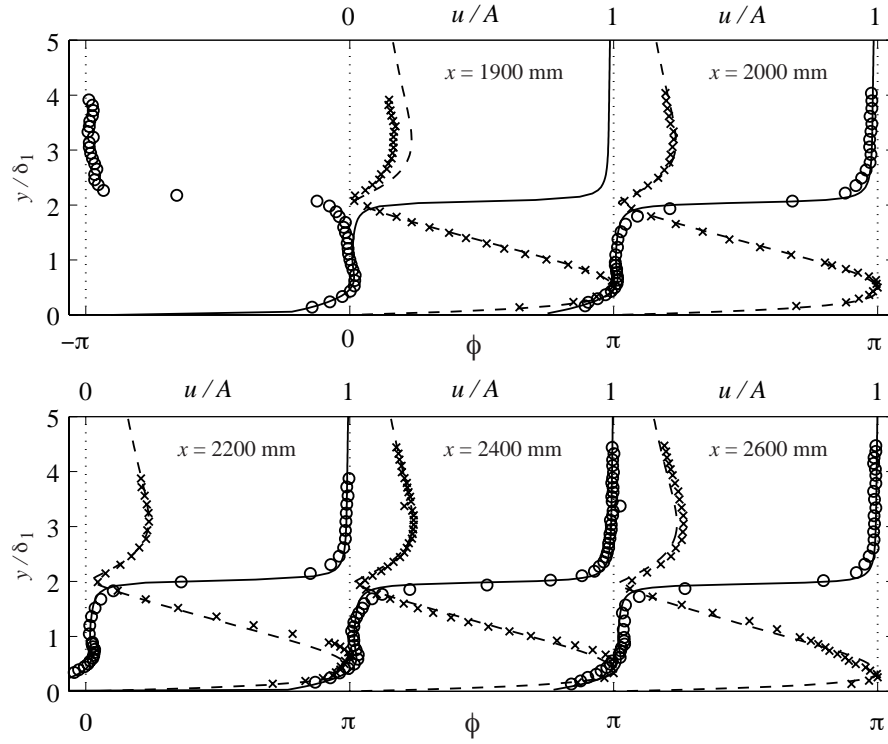 0 u / A 1 u / A 1
5
4
3
2
1
0
y / δ₁
x = 1900 mm
x = 2000 mm
−π 0 ϕ π π
0 u / A 1 u / A 1 u / A 1
5
4
3
2
1
0
y / δ₁
x = 2200 mm
x = 2400 mm
x = 2600 mm
0 π ϕ π π